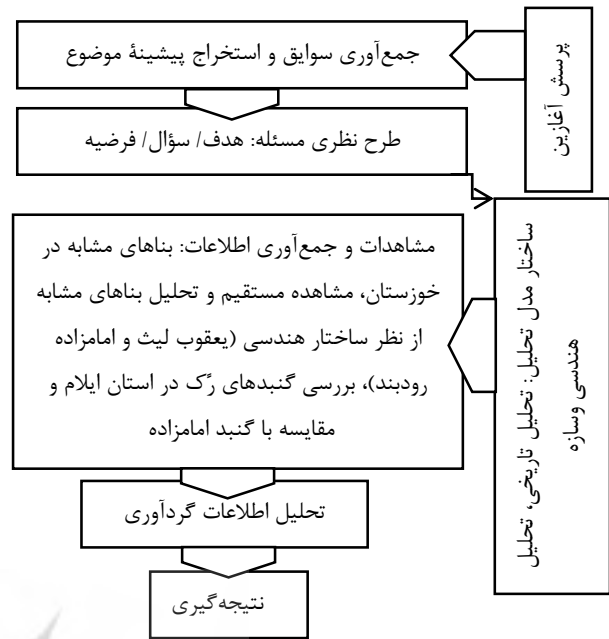 پرسش آغازین
جمع‌آوری سوایق و استخراج پیشینهٔ موضوع
طرح نظری مسئله: هدف/ سؤال/ فرضیه
ساختار مدل تحلیل: تحلیل تاریخی، تحلیل
هندسی وسازه
مشاهدات و جمع‌آوری اطلاعات: بناهای مشابه در
خوزستان، مشاهده مستقیم و تحلیل بناهای مشابه
از نظر ساختار هندسی (یعقوب لیث و امامزاده
رودبند)، بررسی گنبدهای رُک در استان ایلام و
مقایسه با گنبد امامزاده
تحلیل اطلاعات گردآوری
نتیجه‌گیری